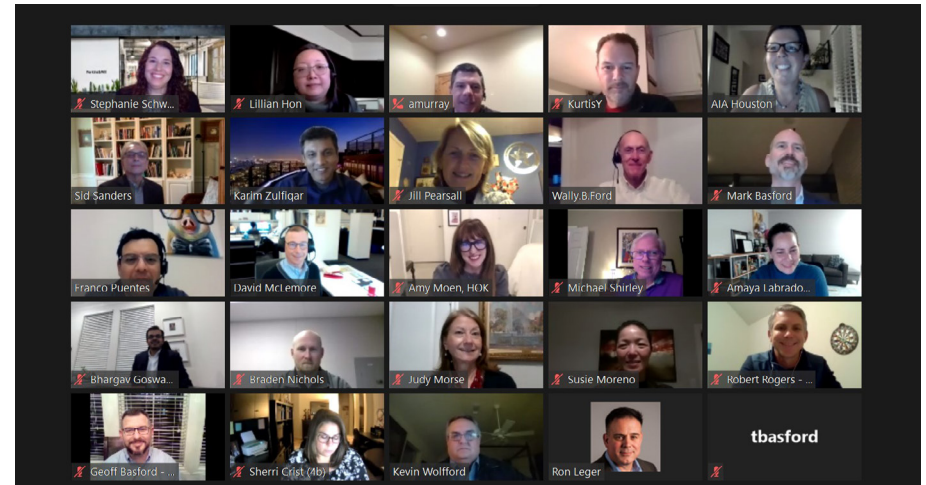 Stephanie Schw...
Lillian Hon
amurray
KurtisY
AIA Houston
Sid Sanders
Karim Zulfiqar
Jill Pearsall
Wally.B.Ford
Mark Basford
Franco Puentes
David McLemore
Amy Moen, HOK
Michael Shirley
Amaya Labrado...
Bhargav Goswa...
Braden Nichols
Judy Morse
Susie Moreno
Robert Rogers - ...
Geoff Basford - ...
Sherri Crist (4b)
Kevin Wolfford
Ron Leger
tbasford